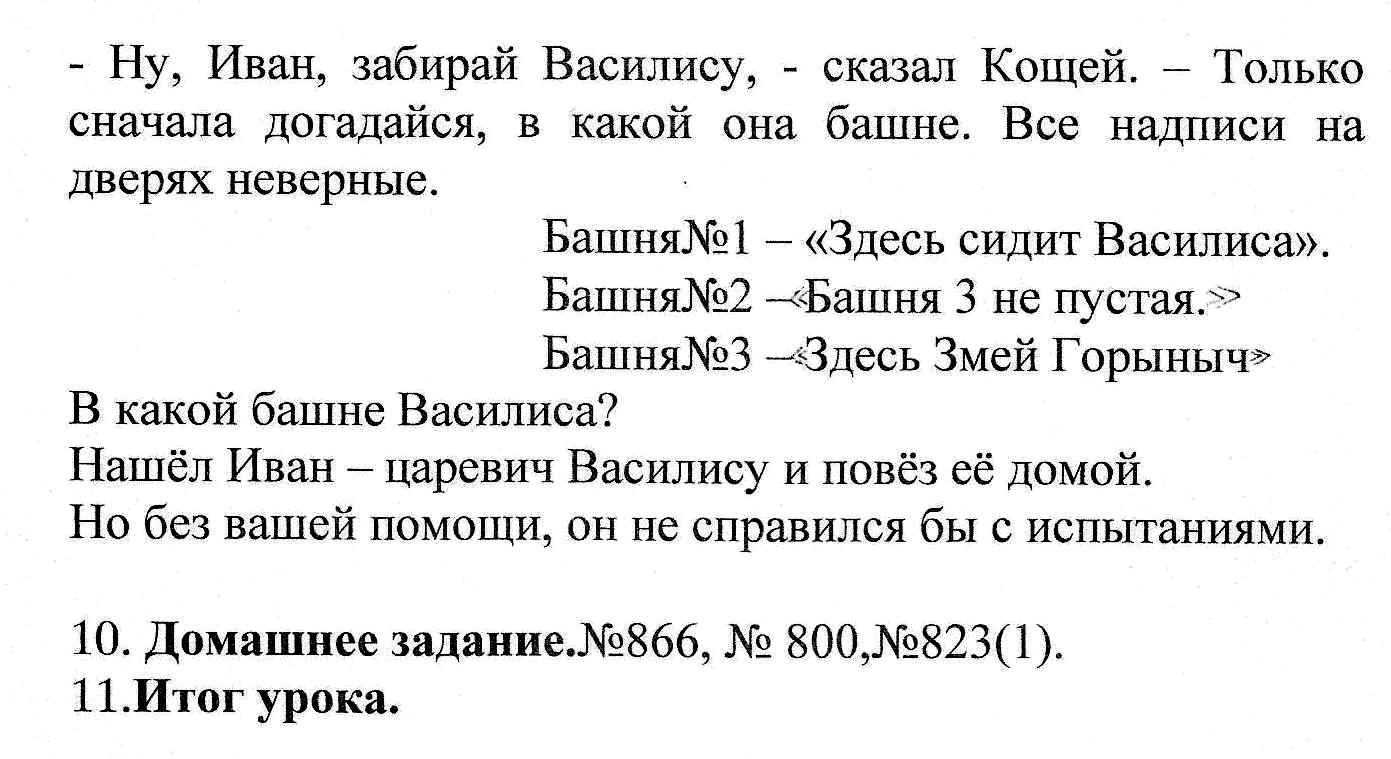 - Ну, Иван, забирай Василису, - сказал Кощей. – Только
сначала догадайся, в какой она башне. Все надписи на
дверях неверные.
Башня№1 – «Здесь сидит Василиса».
Башня№2 –«Башня 3 не пустая.»
Башня№3 –«Здесь Змей Горыныч»
В какой башне Василиса?
Нашёл Иван – царевич Василису и повёз её домой.
Но без вашей помощи, он не справился бы с испытаниями.
10. Домашнее задание.№866, № 800,№823(1).
11.Итог урока.